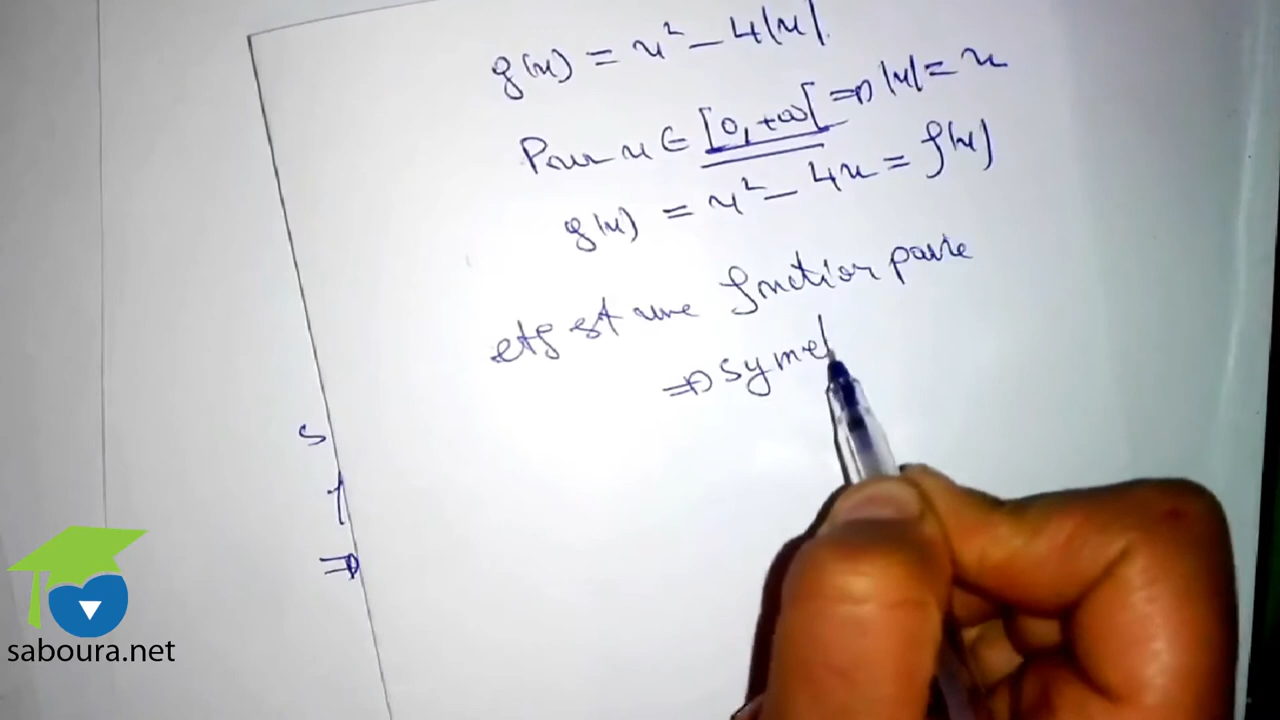 g(x) = x² - 4|x|.
Pour x ∈ [0, +∞[ ⇒ |x| = x
g(x) = x² - 4x = f(x)
et g est une fonction paire
⇒ symet
s
⇒
saboura.net